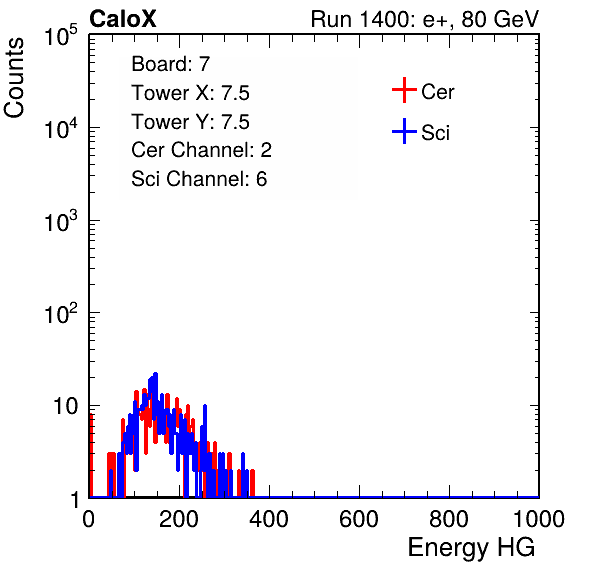 CaloX Run 1400: e+, 80 GeV
Counts
Board: 7
Tower X: 7.5
Tower Y: 7.5
Cer Channel: 2
Sci Channel: 6
Cer
Sci
10^5
10^4
10^3
10^2
10
1
0 200 400 600 800 1000
Energy HG